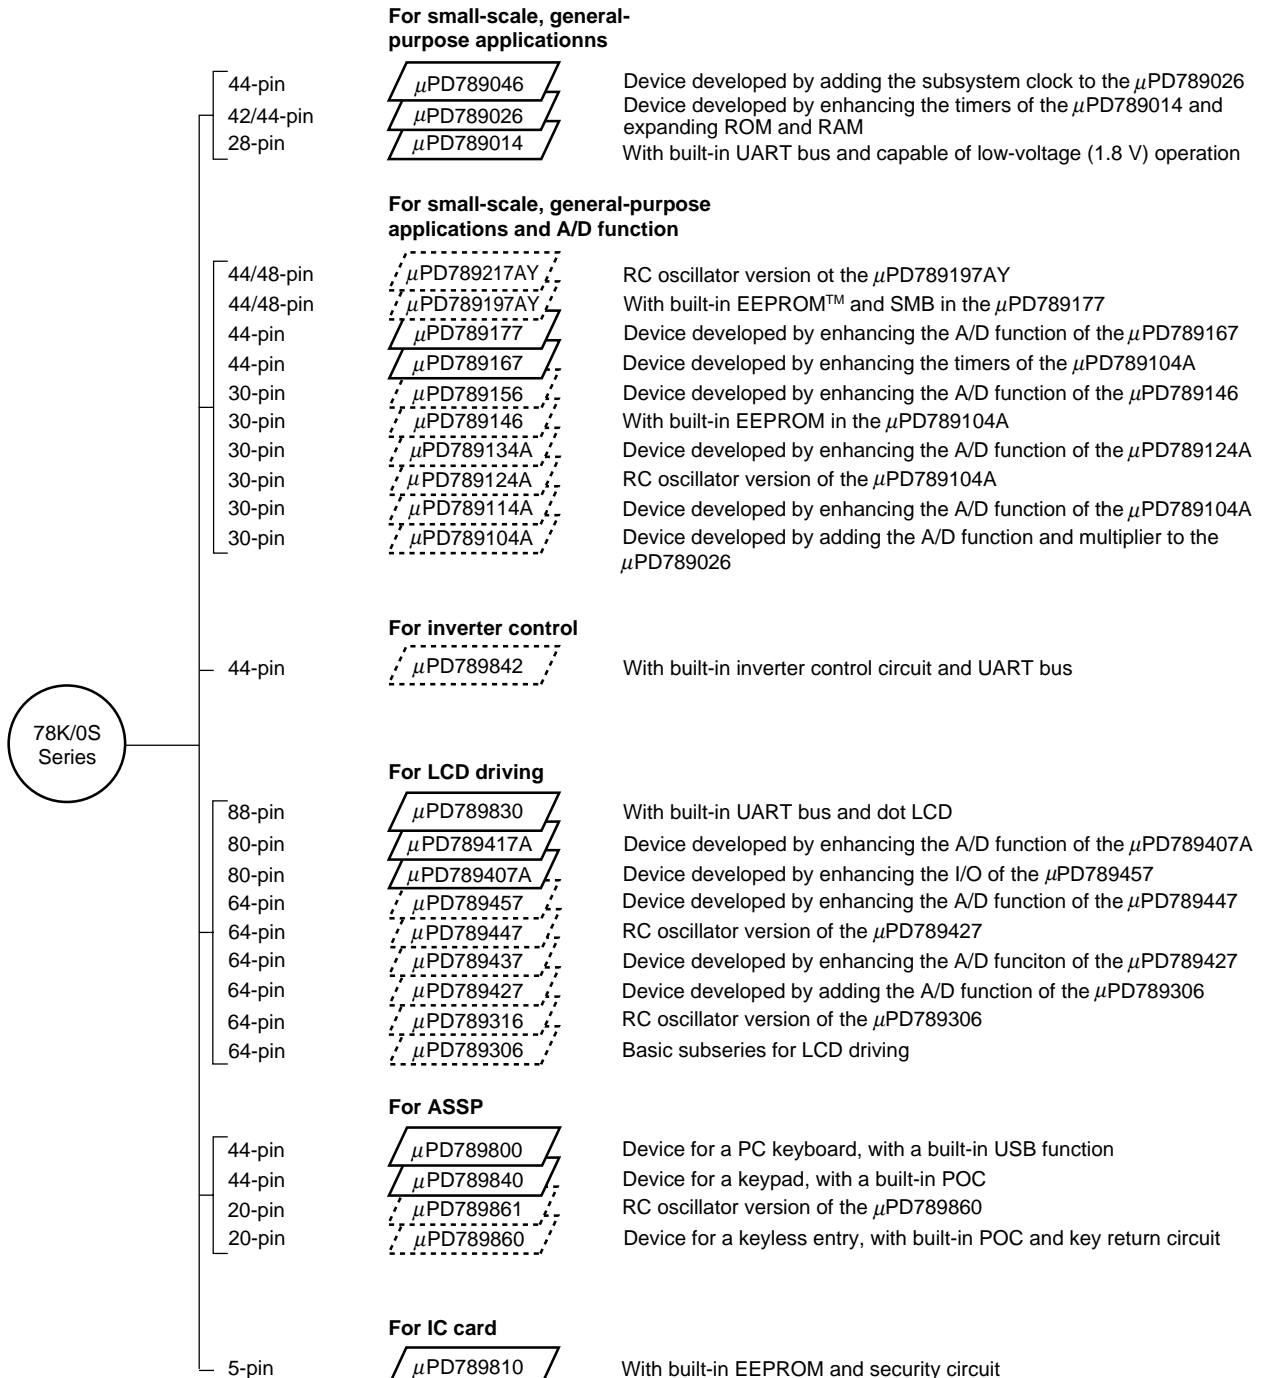 For small-scale, general-
purpose applicationns
44-pin μPD789046 Device developed by adding the subsystem clock to the μPD789026
42/44-pin μPD789026 Device developed by enhancing the timers of the μPD789014 and
expanding ROM and RAM
28-pin μPD789014 With built-in UART bus and capable of low-voltage (1.8 V) operation
For small-scale, general-purpose
applications and A/D function
44/48-pin μPD789217AY RC oscillator version ot the μPD789197AY
44/48-pin μPD789197AY With built-in EEPROM™ and SMB in the μPD789177
44-pin μPD789177 Device developed by enhancing the A/D function of the μPD789167
44-pin μPD789167 Device developed by enhancing the timers of the μPD789104A
30-pin μPD789156 Device developed by enhancing the A/D function of the μPD789146
30-pin μPD789146 With built-in EEPROM in the μPD789104A
30-pin μPD789134A Device developed by enhancing the A/D function of the μPD789124A
30-pin μPD789124A RC oscillator version of the μPD789104A
30-pin μPD789114A Device developed by enhancing the A/D function of the μPD789104A
30-pin μPD789104A Device developed by adding the A/D function and multiplier to the
μPD789026
For inverter control
44-pin μPD789842 With built-in inverter control circuit and UART bus
78K/0S
Series
For LCD driving
88-pin μPD789830 With built-in UART bus and dot LCD
80-pin μPD789417A Device developed by enhancing the A/D function of the μPD789407A
80-pin μPD789407A Device developed by enhancing the I/O of the μPD789457
64-pin μPD789457 Device developed by enhancing the A/D function of the μPD789447
64-pin μPD789447 RC oscillator version of the μPD789427
64-pin μPD789437 Device developed by enhancing the A/D funciton of the μPD789427
64-pin μPD789427 Device developed by adding the A/D function of the μPD789306
64-pin μPD789316 RC oscillator version of the μPD789306
64-pin μPD789306 Basic subseries for LCD driving
For ASSP
44-pin μPD789800 Device for a PC keyboard, with a built-in USB function
44-pin μPD789840 Device for a keypad, with a built-in POC
20-pin μPD789861 RC oscillator version of the μPD789860
20-pin μPD789860 Device for a keyless entry, with built-in POC and key return circuit
For IC card
5-pin μPD789810 With built-in EEPROM and security circuit